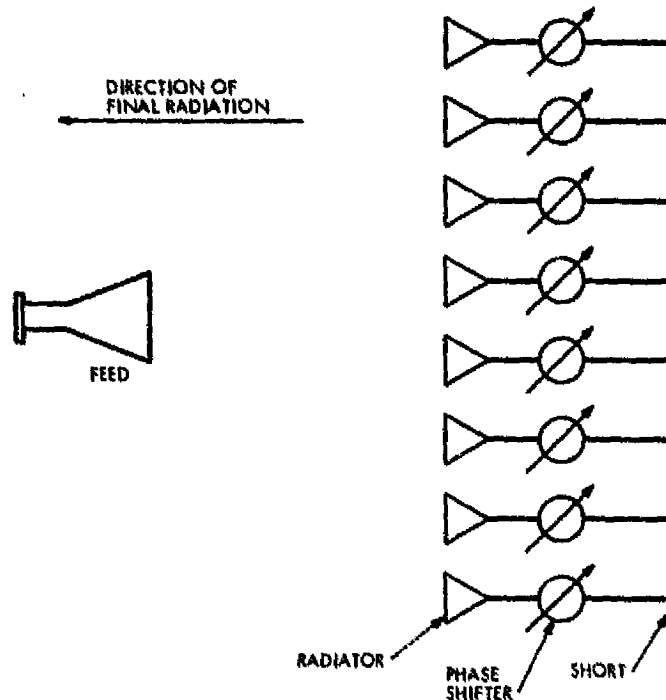 DIRECTION OF
FINAL RADIATION
FEED
RADIATOR
PHASE
SHIFTER
SHORT